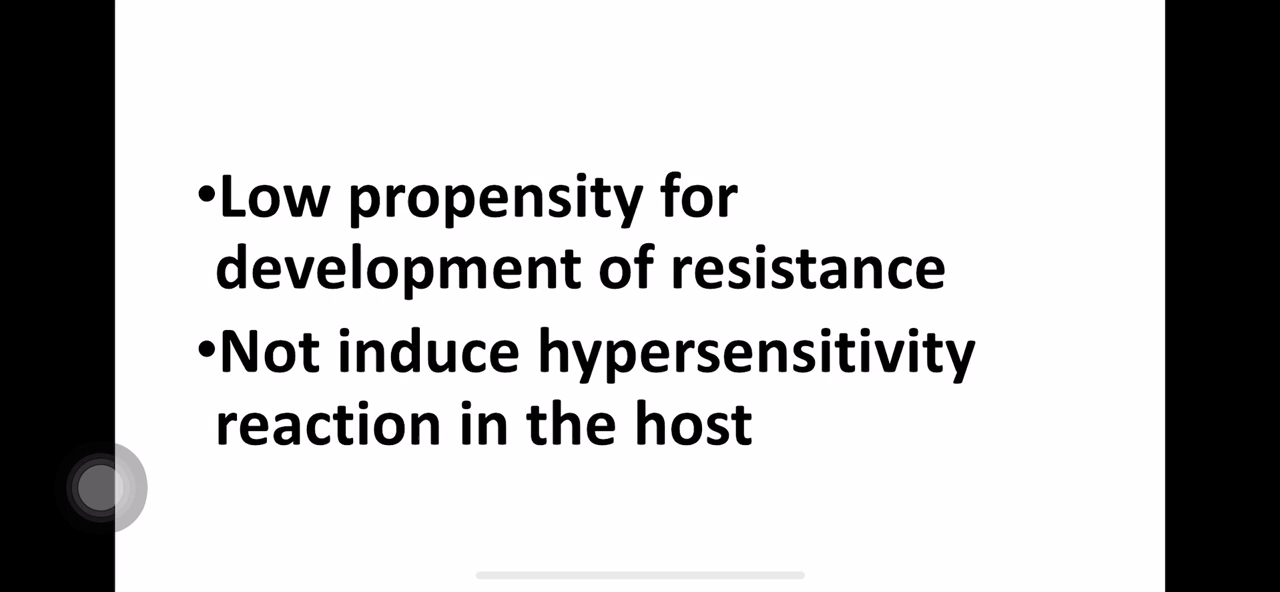 •Low propensity for
development of resistance
•Not induce hypersensitivity
reaction in the host